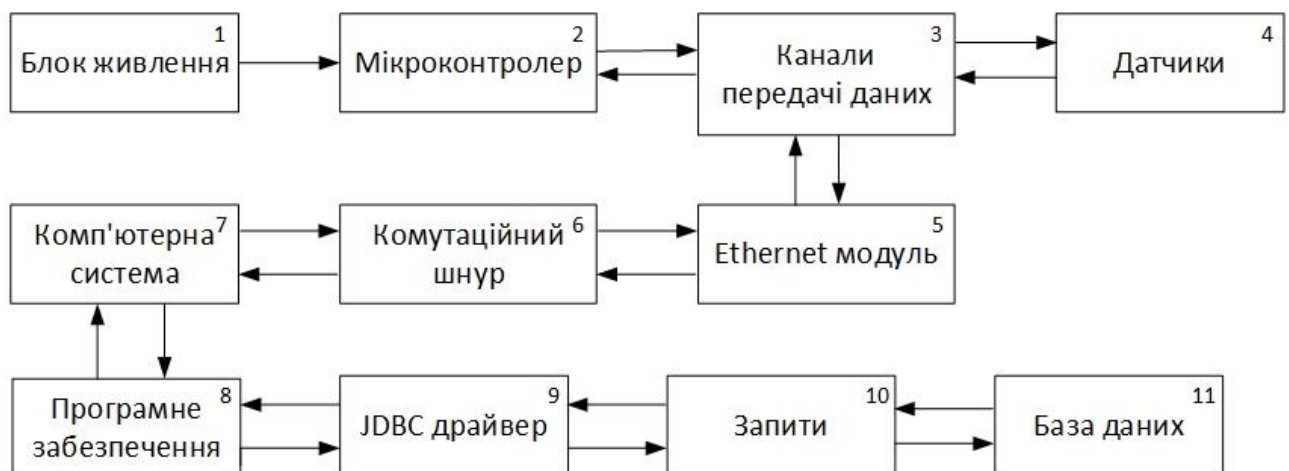 1
Блок живлення
2
Мікроконтролер
3
Канали
передачі даних
4
Датчики
7
Комп'ютерна
система
6
Комутаційний
шнур
5
Ethernet модуль
8
Програмне
забезпечення
9
JDBC драйвер
10
Запити
11
База даних